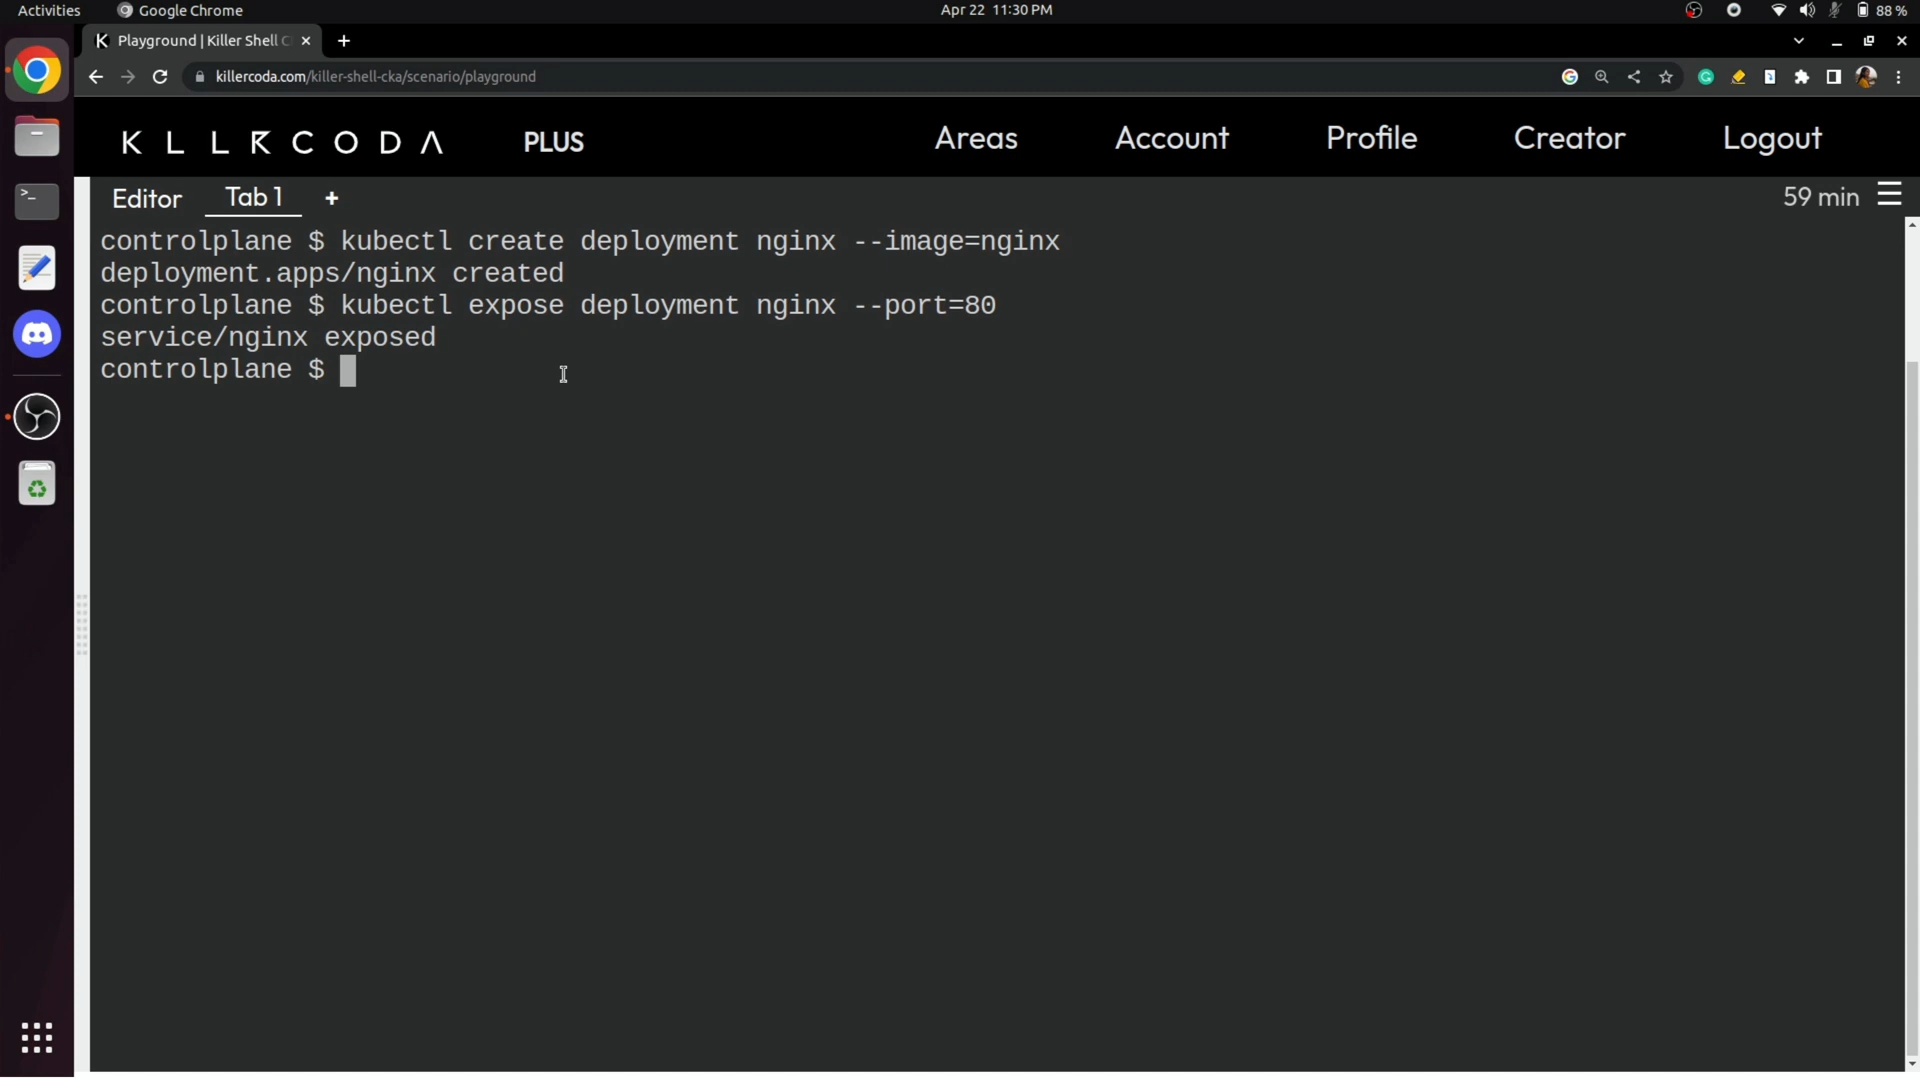 Activities Google Chrome Apr 22 11:30 PM 88 %
Playground | Killer Shell C
killercoda.com/killer-shell-cka/scenario/playground
KILLERCODA PLUS Areas Account Profile Creator Logout
Editor Tab 1 + 59 min
controlplane $ kubectl create deployment nginx --image=nginx
deployment.apps/nginx created
controlplane $ kubectl expose deployment nginx --port=80
service/nginx exposed
controlplane $